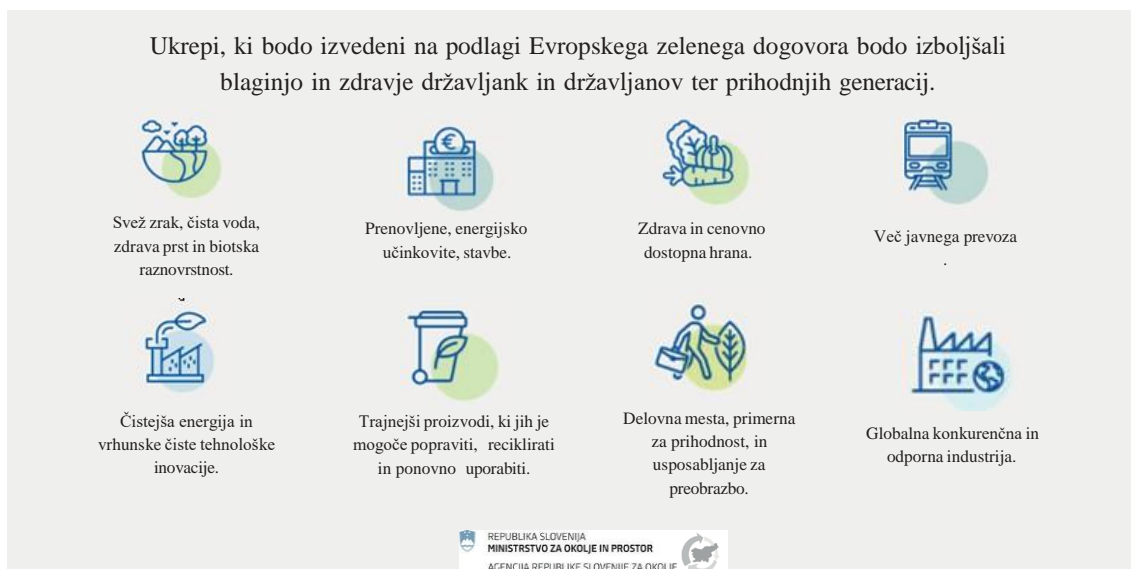 Ukrepi, ki bodo izvedeni na podlagi Evropskega zelenega dogovora bodo izboljšali
blaginjo in zdravje državljank in državljanov ter prihodnjih generacij.
Svež zrak, čista voda,
zdrava prst in biotska
raznovrstnost.
Prenovljene, energijsko
učinkovite, stavbe.
Zdrava in cenovno
dostopna hrana.
Več javnega prevoza
.
Čistejša energija in
vrhunske čiste tehnološke
inovacije.
Trajnejši proizvodi, ki jih je
mogoče popraviti, reciklirati
in ponovno uporabiti.
Delovna mesta, primerna
za prihodnost, in
usposabljanje za
preobrazbo.
Globalna konkurenčna in
odporna industrija.
REPUBLIKA SLOVENIJA
MINISTRSTVO ZA OKOLJE IN PROSTOR
AGENCIJA REPUBLIKE SLOVENIJE ZA OKOLJE